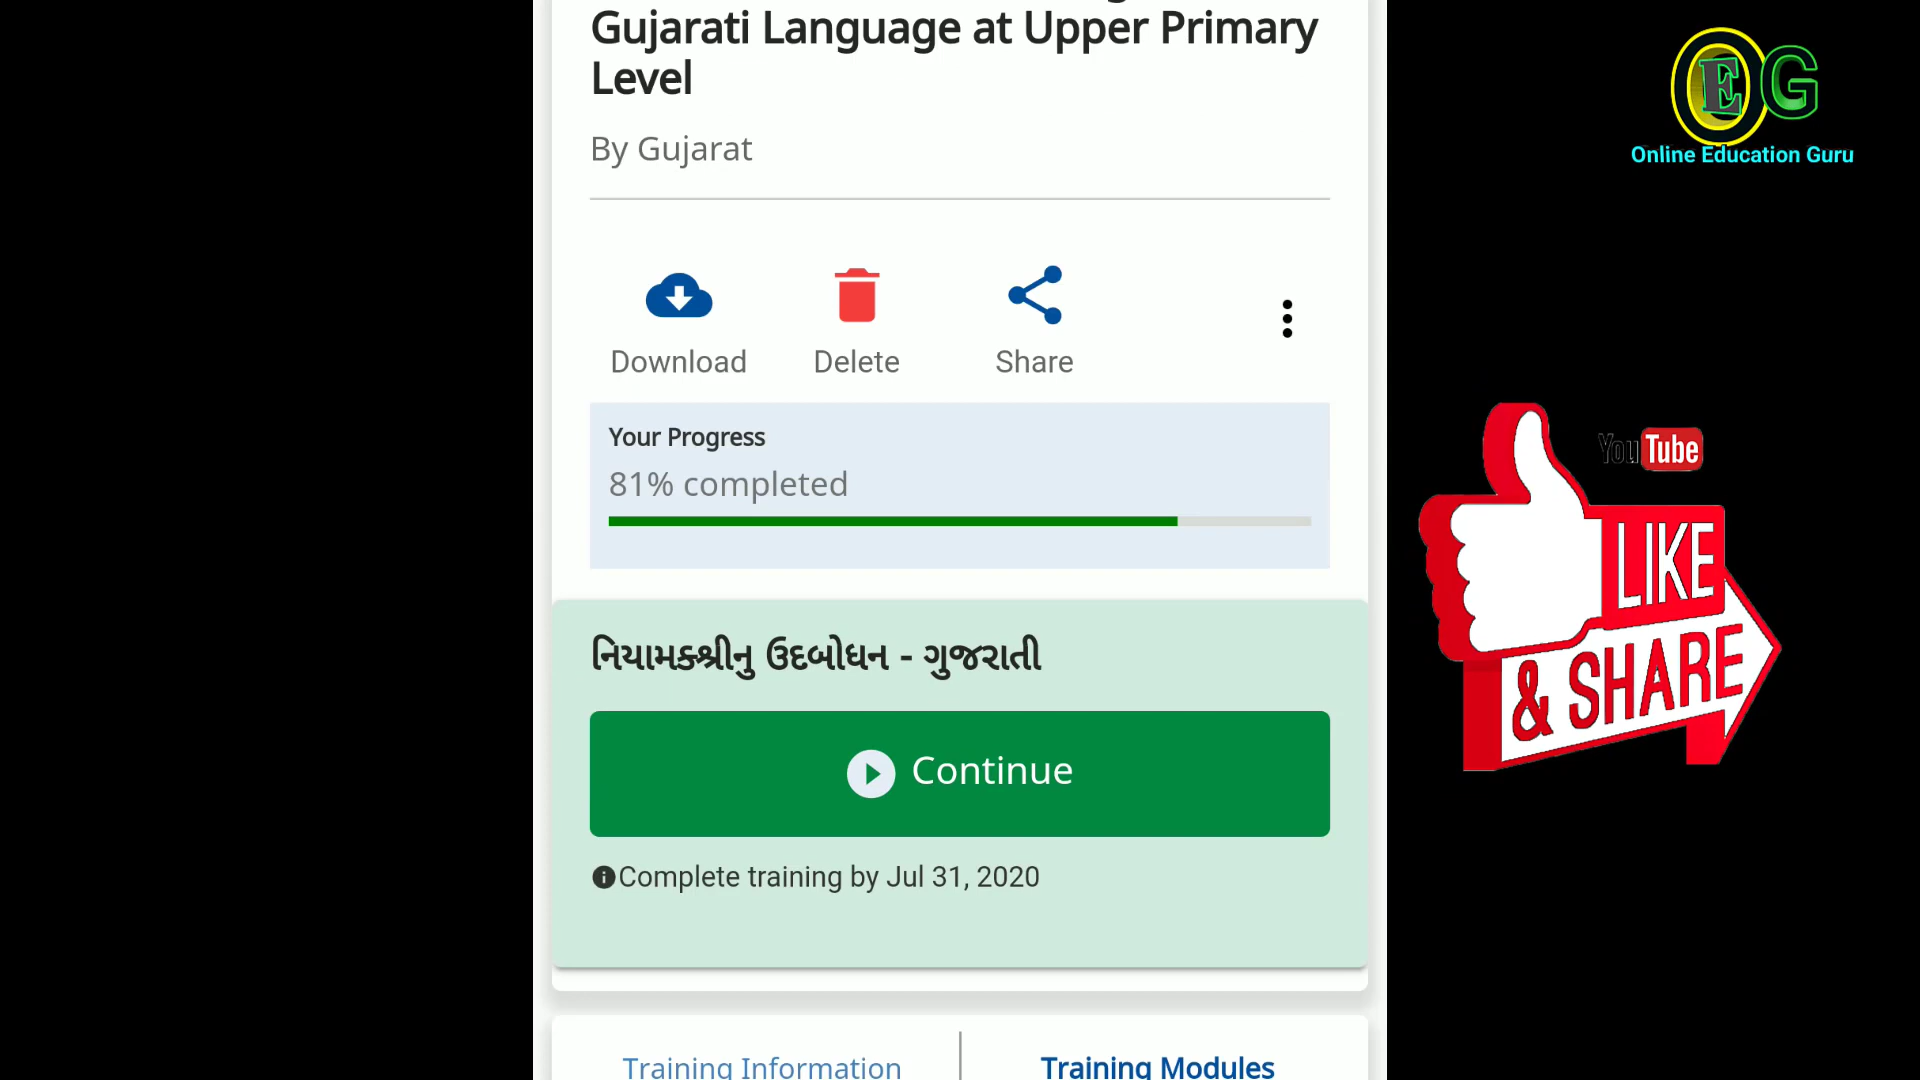 Gujarati Language at Upper Primary
Level
By Gujarat
Download
Delete
Share
Your Progress
81% completed
નિયામક્શ્રીનુ ઉદબોધન - ગુજરાતી
Continue
Complete training by Jul 31, 2020
Training Information
Training Modules
EG
Online Education Guru
YouTube
LIKE
& SHARE